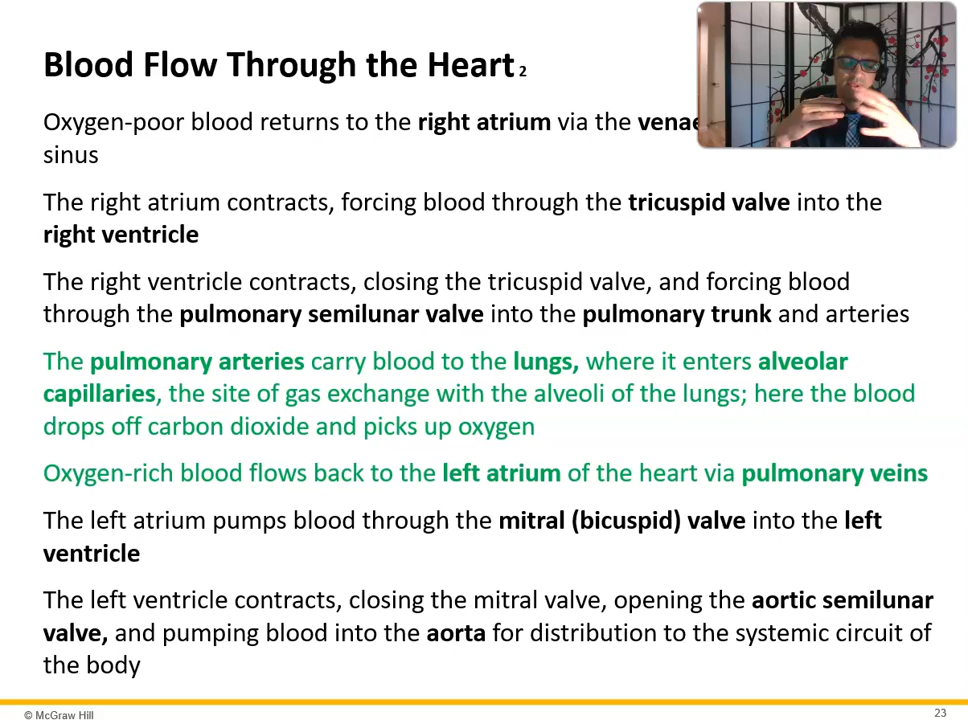 Blood Flow Through the Heart 2
Oxygen-poor blood returns to the right atrium via the
sinus
The right atrium contracts, forcing blood through the tricuspid valve into the
right ventricle
The right ventricle contracts, closing the tricuspid valve, and forcing blood
through the pulmonary semilunar valve into the pulmonary trunk and arteries
The pulmonary arteries carry blood to the lungs, where it enters alveolar
capillaries, the site of gas exchange with the alveoli of the lungs; here the blood
drops off carbon dioxide and picks up oxygen
Oxygen-rich blood flows back to the left atrium of the heart via pulmonary veins
The left atrium pumps blood through the mitral (bicuspid) valve into the left
ventricle
The left ventricle contracts, closing the mitral valve, opening the aortic semilunar
valve, and pumping blood into the aorta for distribution to the systemic circuit of
the body
© McGraw Hill
23